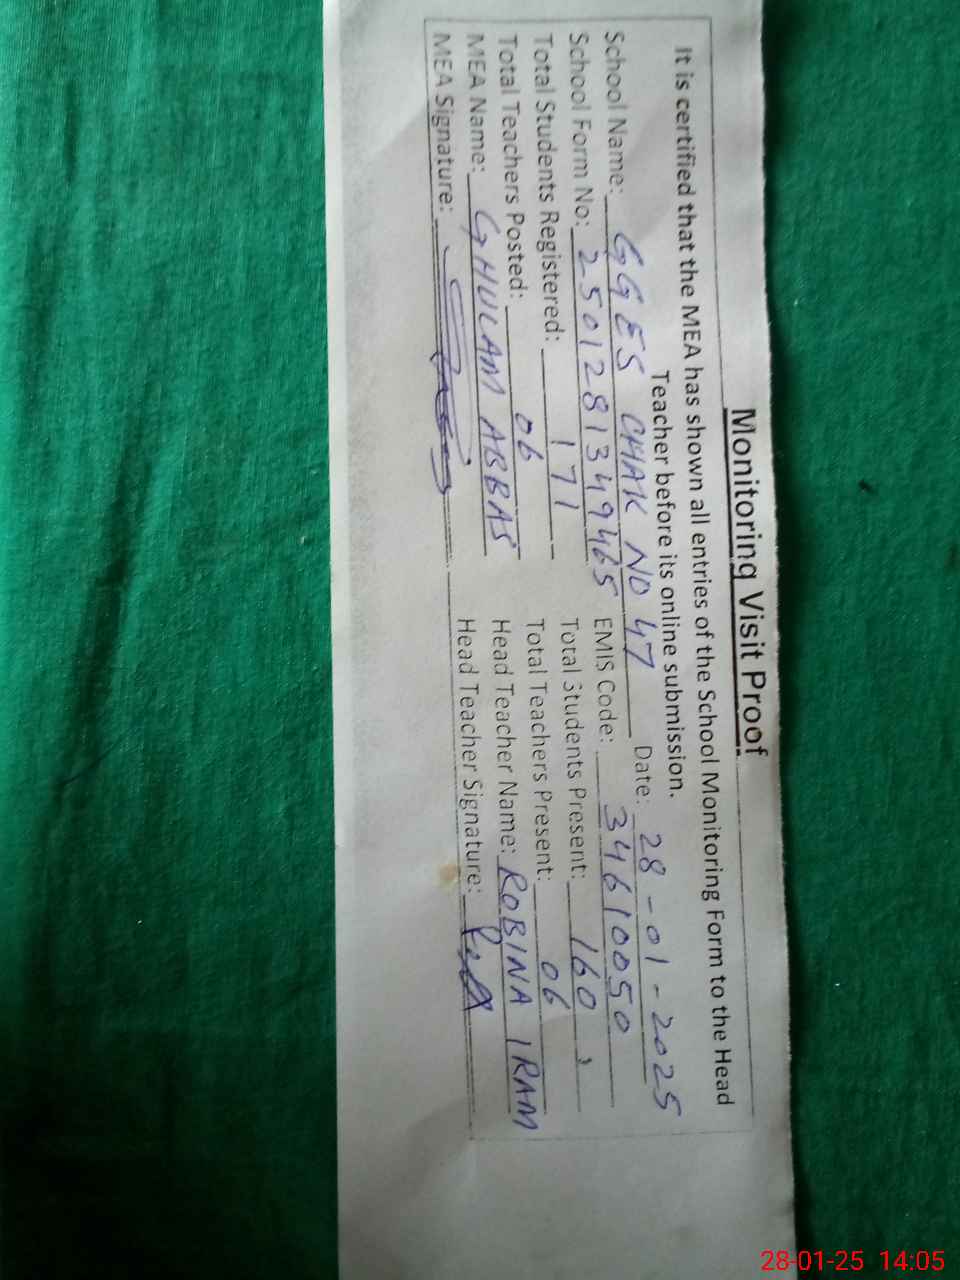 Monitoring Visit Proof
It is certified that the MEA has shown all entries of the School Monitoring Form to the Head
Teacher before its online submission.
School Name: GGES CHAK NO 47 Date: 28-01-2025
School Form No: 2501281349465 EMIS Code: 34610050
Total Students Registered: 171 Total Students Present: 160
Total Teachers Posted: 06 Total Teachers Present: 06
MEA Name: GHULAM ABBAS Head Teacher Name: ROBINA IRAM
MEA Signature: Head Teacher Signature:
28-01-25 14:05